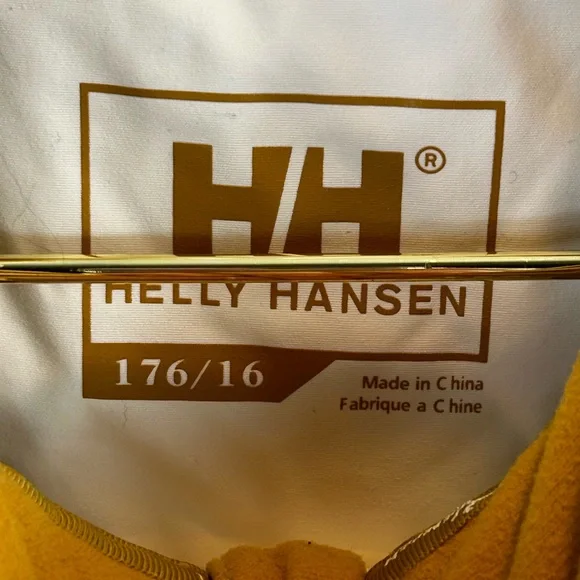 HH®
HELLY HANSEN
176/16
Made in China
Fabrique a Chine